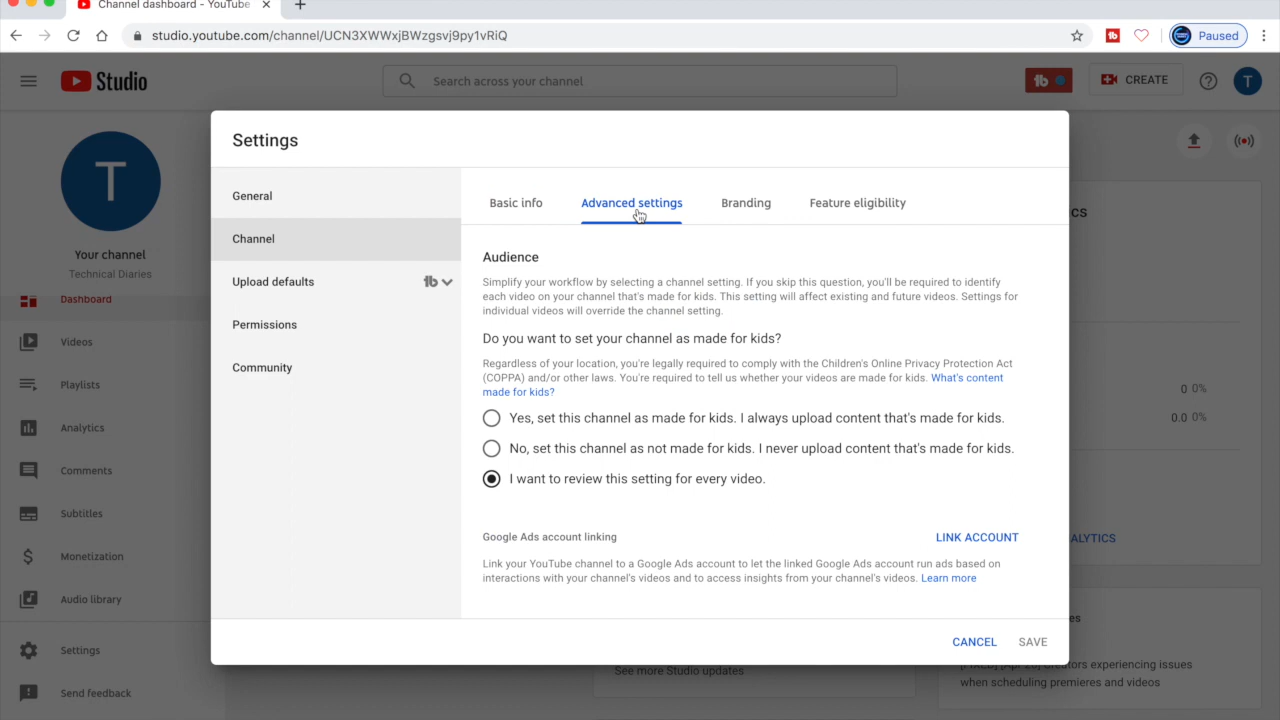 Channel dashboard - YouTube
studio.youtube.com/channel/UCN3XWWxjBWzgsvj9py1vRiQ
Paused
Studio
Search across your channel
CREATE
T
T
Your channel
Technical Diaries
Dashboard
Videos
Playlists
Analytics
Comments
Subtitles
Monetization
Audio library
Settings
Send feedback
Settings
General
Channel
Upload defaults
Permissions
Community
Basic info
Advanced settings
Branding
Feature eligibility
Audience
Simplify your workflow by selecting a channel setting. If you skip this question, you'll be required to identify
each video on your channel that's made for kids. This setting will affect existing and future videos. Settings for
individual videos will override the channel setting.
Do you want to set your channel as made for kids?
Regardless of your location, you're legally required to comply with the Children's Online Privacy Protection Act
(COPPA) and/or other laws. You're required to tell us whether your videos are made for kids. What's content
made for kids?
Yes, set this channel as made for kids. I always upload content that's made for kids.
No, set this channel as not made for kids. I never upload content that's made for kids.
I want to review this setting for every video.
Google Ads account linking
LINK ACCOUNT
Link your YouTube channel to a Google Ads account to let the linked Google Ads account run ads based on
interactions with your channel's videos and to access insights from your channel's videos. Learn more
CANCEL
SAVE
CS
0 0%
0.0 0%
ALYTICS
es
creators experiencing issues
when scheduling premieres and videos
See more Studio updates